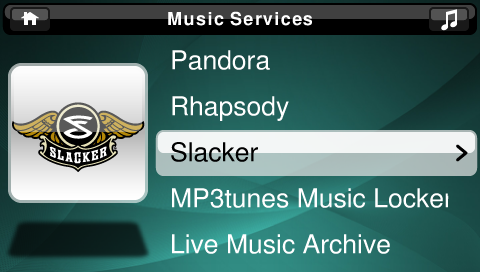 Music Services
Pandora
Rhapsody
Slacker
SLACKER
MP3tunes Music Locker
Live Music Archive